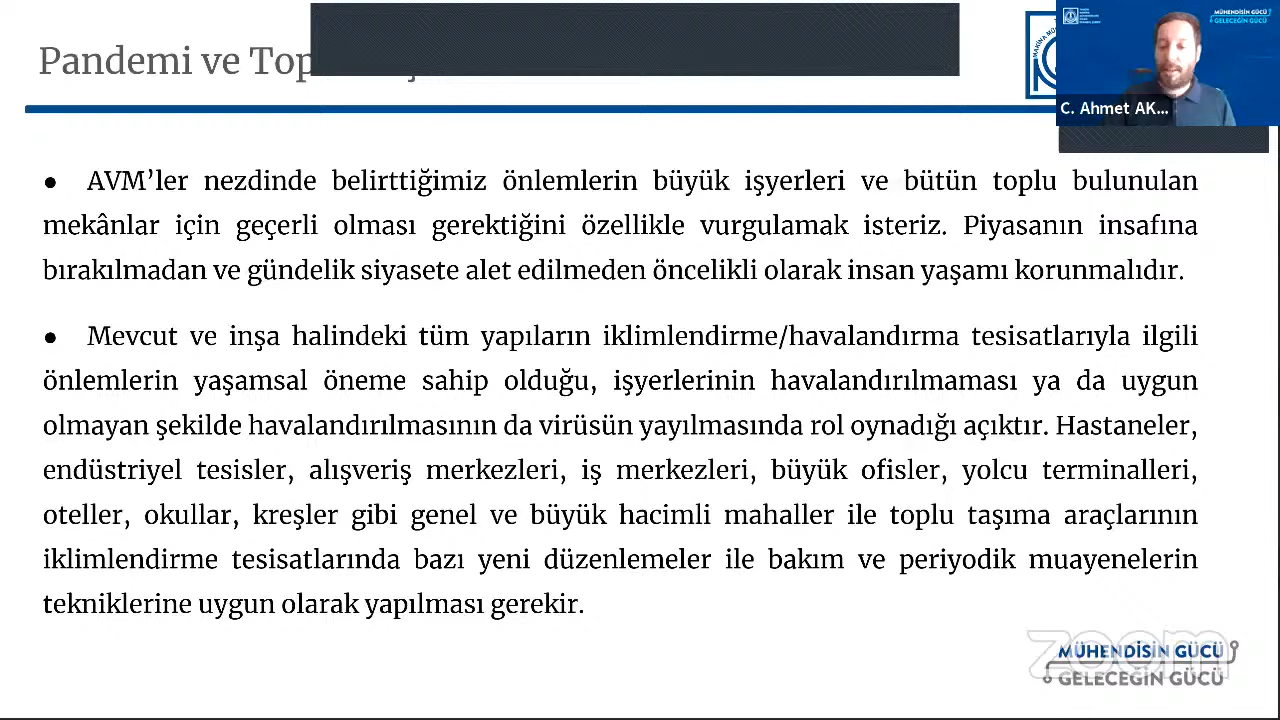 Pandemi ve
MÜHENDİSİN GÜCÜ
GELECEĞİN GÜCÜ
C. Ahmet AK...
● AVM’ler nezdinde belirttiğimiz önlemlerin büyük işyerleri ve bütün toplu bulunulan
mekânlar için geçerli olması gerektiğini özellikle vurgulamak isteriz. Piyasanın insafına
bırakılmadan ve gündelik siyasete alet edilmeden öncelikli olarak insan yaşamı korunmalıdır.
● Mevcut ve inşa halindeki tüm yapıların iklimlendirme/havalandırma tesisatlarıyla ilgili
önlemlerin yaşamsal öneme sahip olduğu, işyerlerinin havalandırılmaması ya da uygun
olmayan şekilde havalandırılmasının da virüsün yayılmasında rol oynadığı açıktır. Hastaneler,
endüstriyel tesisler, alışveriş merkezleri, iş merkezleri, büyük ofisler, yolcu terminalleri,
oteller, okullar, kreşler gibi genel ve büyük hacimli mahaller ile toplu taşıma araçlarının
iklimlendirme tesisatlarında bazı yeni düzenlemeler ile bakım ve periyodik muayenelerin
tekniklerine uygun olarak yapılması gerekir.
zoom
MÜHENDİSİN GÜCÜ
GELECEĞİN GÜCÜ